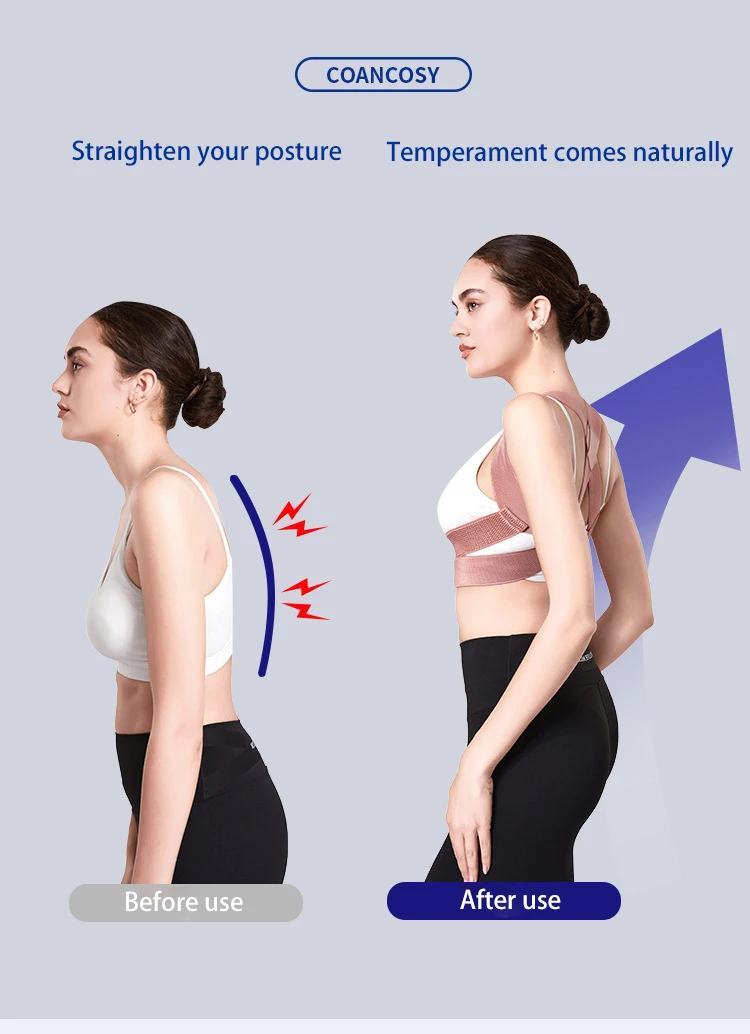 COANCOSY
Straighten your posture
Temperament comes naturally
Before use
After use